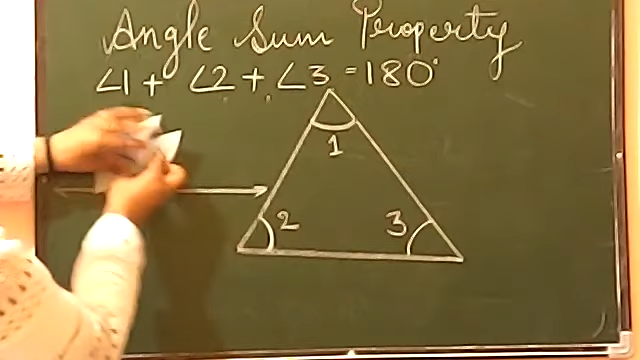 Angle Sum Property
∠1 + ∠2 + ∠3 = 180°
1
2
3